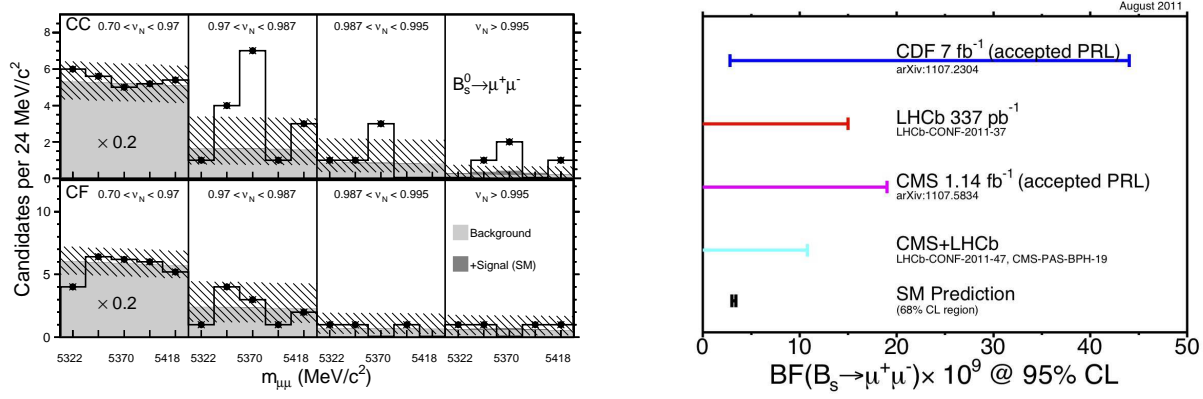 CC 0.70 < ν_N < 0.97 0.97 < ν_N < 0.987 0.987 < ν_N < 0.995 ν_N > 0.995
8
6
4
2
0
× 0.2
B_s^0→μ⁺μ⁻
Candidates per 24 MeV/c²
CF 0.70 < ν_N < 0.97 0.97 < ν_N < 0.987 0.987 < ν_N < 0.995 ν_N > 0.995
10
5
0
× 0.2
Background
+Signal (SM)
5322 5370 5418 5322 5370 5418 5322 5370 5418 5322 5370 5418
m_μμ (MeV/c²)
August 2011
CDF 7 fb⁻¹ (accepted PRL)
arXiv:1107.2304
LHCb 337 pb⁻¹
LHCb-CONF-2011-37
CMS 1.14 fb⁻¹ (accepted PRL)
arXiv:1107.5834
CMS+LHCb
LHCb-CONF-2011-47, CMS-PAS-BPH-19
SM Prediction
(68% CL region)
0 10 20 30 40 50
BF(B_s→μ⁺μ⁻)× 10⁹ @ 95% CL